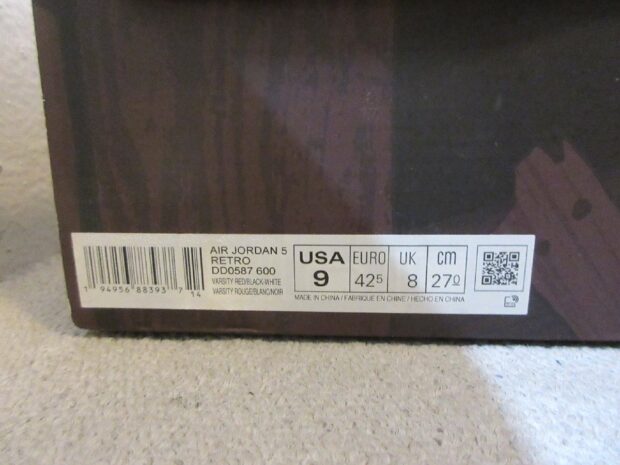 AIR JORDAN 5
RETRO
DD0587 600
VARSITY RED/BLACK-WHITE
VARSITY ROUGE/BLANC/NOIR
1 94956 88393 7 14
USA
9
EURO
42.5
UK
8
cm
27.0
MADE IN CHINA / FABRIQUE EN CHINE / HECHO EN CHINA